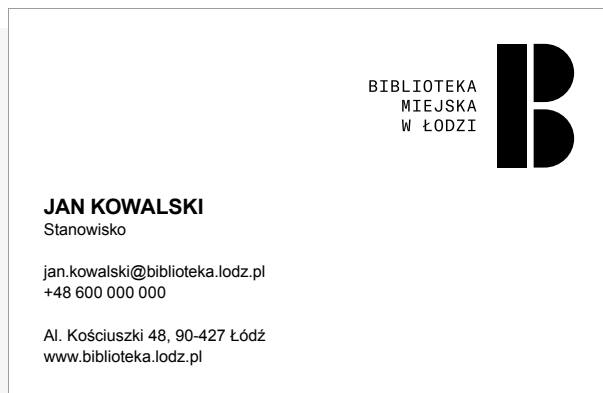 BIBLIOTEKA
MIEJSKA
W ŁODZI
JAN KOWALSKI
Stanowisko
jan.kowalski@biblioteka.lodz.pl
+48 600 000 000
Al. Kościuszki 48, 90-427 Łódź
www.biblioteka.lodz.pl